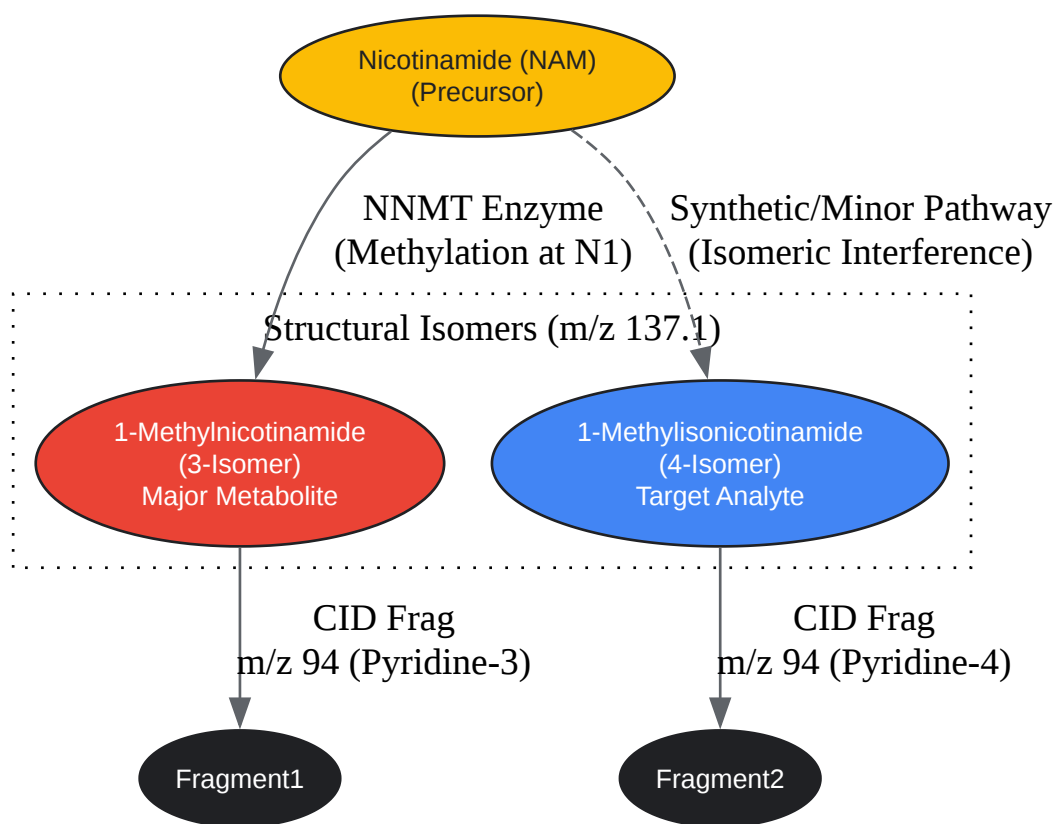 Nicotinamide (NAM)
(Precursor)
NNMT Enzyme
(Methylation at N1)
Synthetic/Minor Pathway
(Isomeric Interference)
Structural Isomers (m/z 137.1)
1-Methylnicotinamide
(3-Isomer)
Major Metabolite
1-Methylisonicotinamide
(4-Isomer)
Target Analyte
CID Frag
m/z 94 (Pyridine-3)
CID Frag
m/z 94 (Pyridine-4)
Fragment1
Fragment2